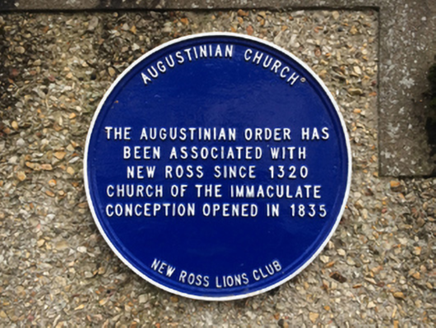 AUGUSTINIAN CHURCH
THE AUGUSTINIAN ORDER HAS
BEEN ASSOCIATED WITH
NEW ROSS SINCE 1320
CHURCH OF THE IMMACULATE
CONCEPTION OPENED IN 1835
NEW ROSS LIONS CLUB